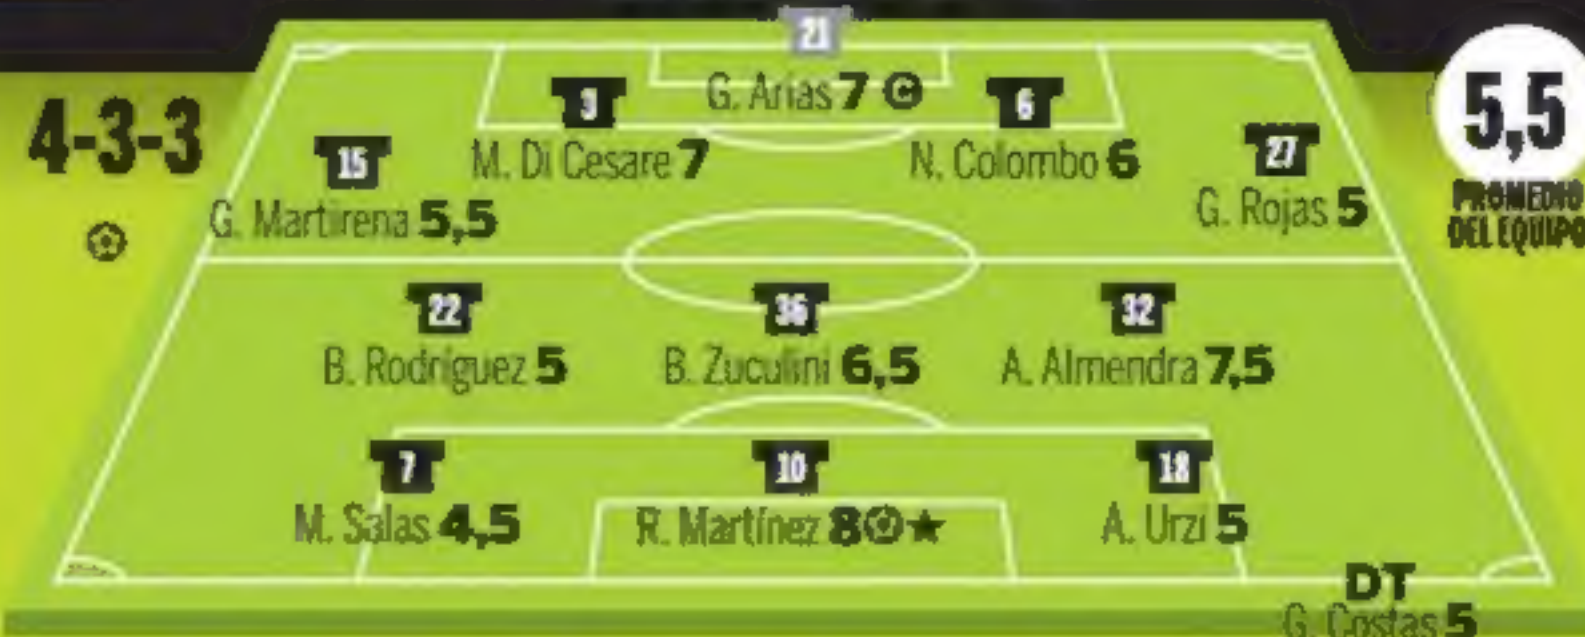 21
G. Arias 7 C
4-3-3
5,5
PROMEDIO
DEL EQUIPO
3
M. Di Cesare 7
6
N. Colombo 6
15
G. Martirena 5,5
27
G. Rojas 5
22
B. Rodríguez 5
36
B. Zuculini 6,5
32
A. Almendra 7,5
7
M. Salas 4,5
10
R. Martínez 8 ★
18
A. Urzi 5
DT
G. Costas 5